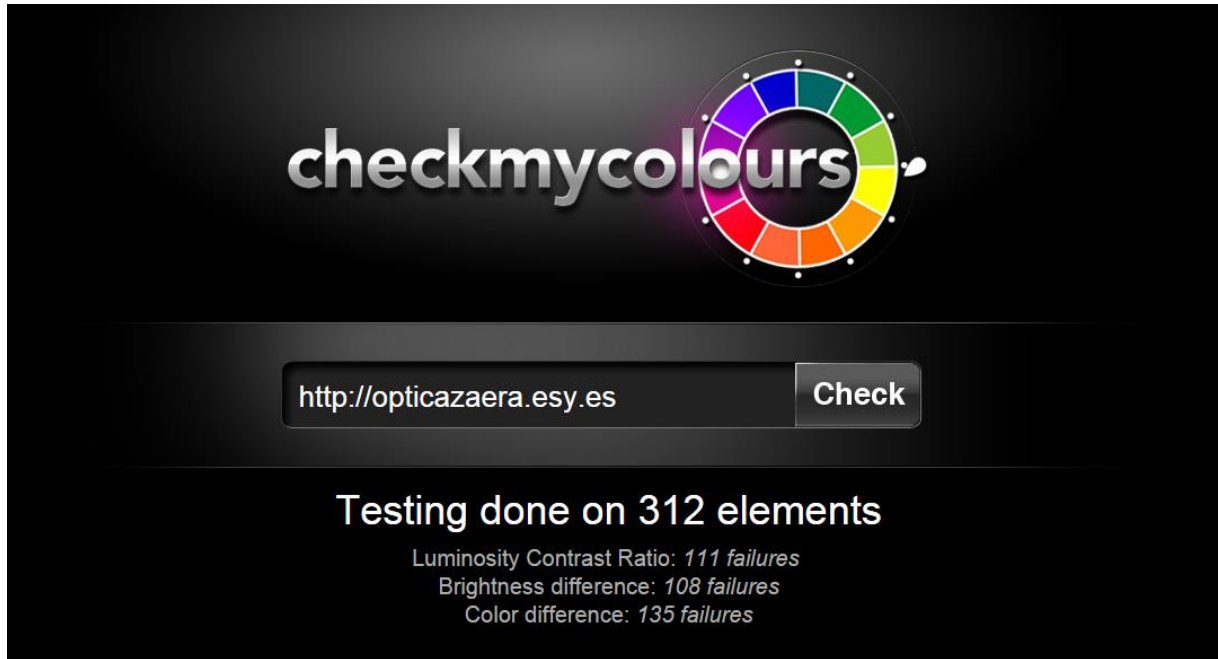 checkmycolours
http://opticazaera.esy.es
Check
Testing done on 312 elements
Luminosity Contrast Ratio: 111 failures
Brightness difference: 108 failures
Color difference: 135 failures